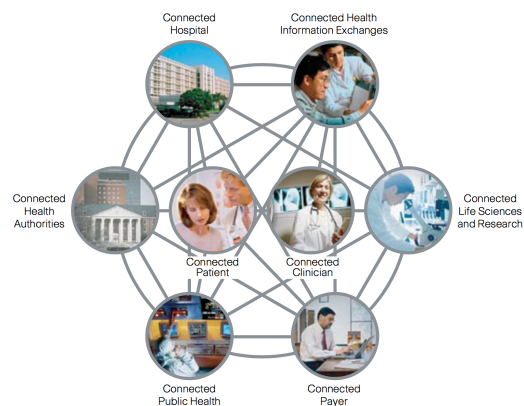 Connected
Hospital
Connected Health
Information Exchanges
Connected
Health
Authorities
Connected
Patient
Connected
Clinician
Connected
Life Sciences
and Research
Connected
Public Health
Connected
Payer